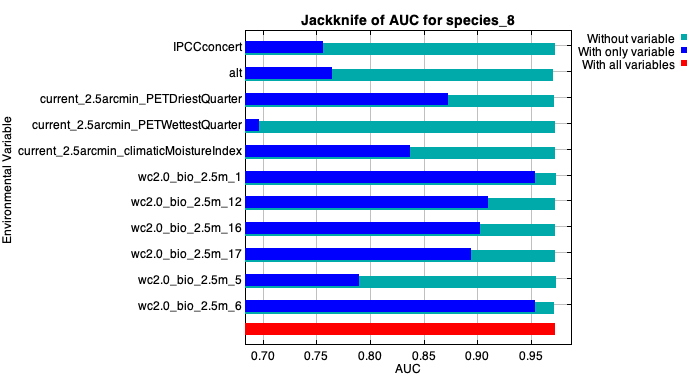 Jackknife of AUC for species_8
Without variable
With only variable
With all variables
Environmental Variable
IPCCconcert
alt
current_2.5arcmin_PETDriestQuarter
current_2.5arcmin_PETWettestQuarter
current_2.5arcmin_climaticMoistureIndex
wc2.0_bio_2.5m_1
wc2.0_bio_2.5m_12
wc2.0_bio_2.5m_16
wc2.0_bio_2.5m_17
wc2.0_bio_2.5m_5
wc2.0_bio_2.5m_6
0.70 0.75 0.80 0.85 0.90 0.95
AUC